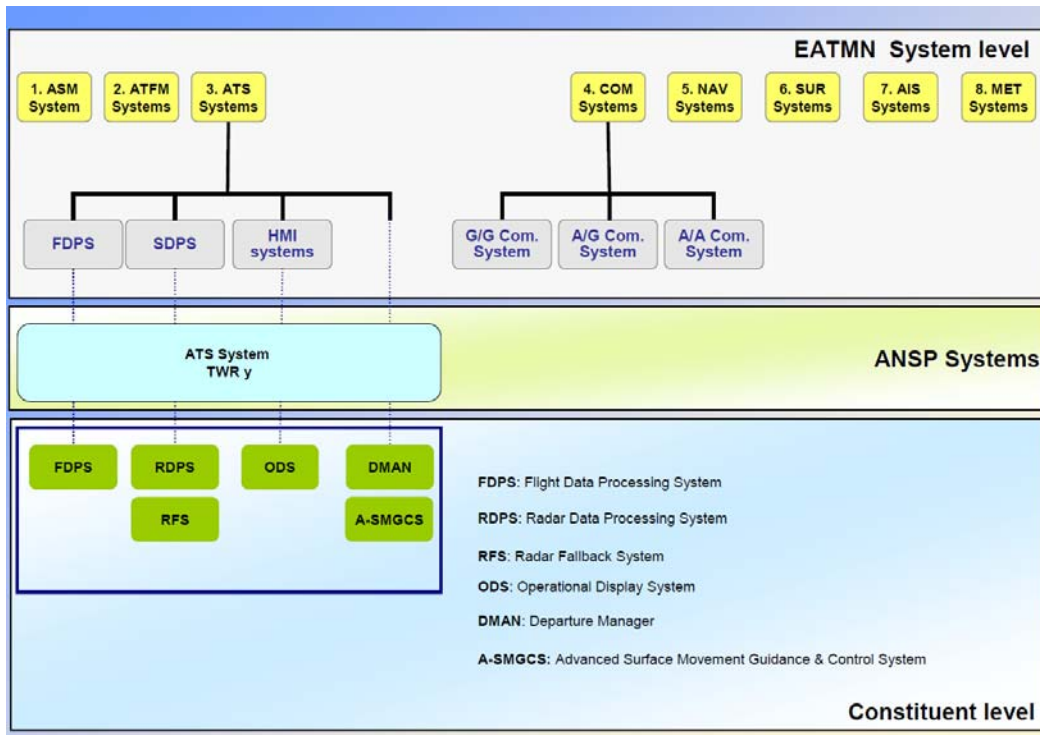 EATMN System level
1. ASM
System
2. ATFM
Systems
3. ATS
Systems
4. COM
Systems
5. NAV
Systems
6. SUR
Systems
7. AIS
Systems
8. MET
Systems
FDPS
SDPS
HMI
systems
G/G Com.
System
A/G Com.
System
A/A Com.
System
ATS System
TWR y
ANSP Systems
FDPS
RDPS
ODS
DMAN
RFS
A-SMGCS
FDPS: Flight Data Processing System
RDPS: Radar Data Processing System
RFS: Radar Fallback System
ODS: Operational Display System
DMAN: Departure Manager
A-SMGCS: Advanced Surface Movement Guidance & Control System
Constituent level